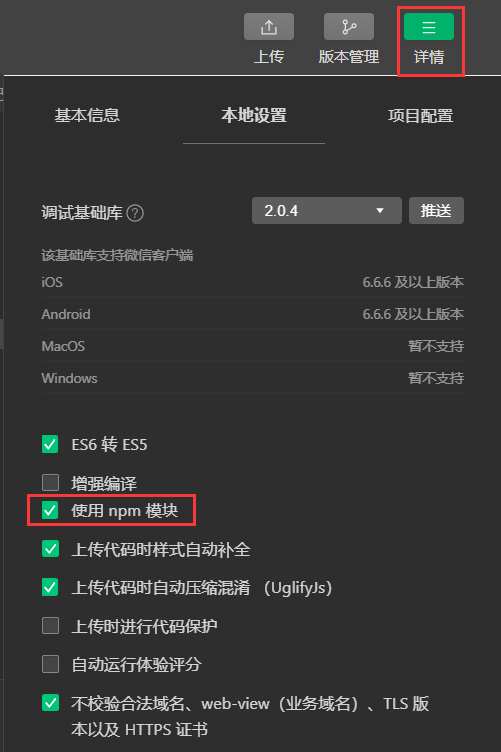 上传
版本管理
详情
基本信息
本地设置
项目配置
调试基础库 ?
2.0.4
推送
该基础库支持微信客户端
iOS
6.6.6 及以上版本
Android
6.6.6 及以上版本
MacOS
暂不支持
Windows
暂不支持
ES6 转 ES5
增强编译
使用 npm 模块
上传代码时样式自动补全
上传代码时自动压缩混淆 （UglifyJs）
上传时进行代码保护
自动运行体验评分
不校验合法域名、web-view（业务域名）、TLS 版
本以及 HTTPS 证书